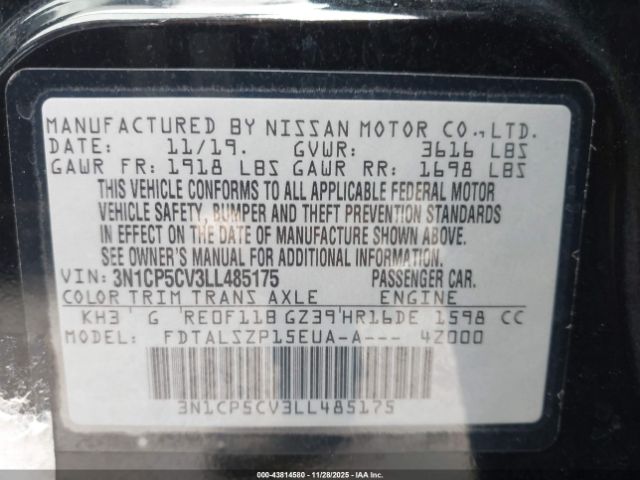 MANUFACTURED BY NISSAN MOTOR CO.,LTD.
DATE: 11/19. GVWR: 3616 LBS
GAWR FR: 1918 LBS GAWR RR: 1698 LBS
THIS VEHICLE CONFORMS TO ALL APPLICABLE FEDERAL MOTOR
VEHICLE SAFETY, BUMPER AND THEFT PREVENTION STANDARDS
IN EFFECT ON THE DATE OF MANUFACTURE SHOWN ABOVE.
SEE OWNER'S MANUAL FOR ADDITIONAL INFORMATION.
VIN: 3N1CP5CV3LL485175 PASSENGER CAR.
COLOR TRIM TRANS AXLE ENGINE
KH3 G RE0F11B GZ39 HR16DE 1598 CC
MODEL: FDTALSZP15EUA-A--- 4Z000
3N1CP5CV3LL485175
000-43814580 - 11/28/2025 - IAAI.COM